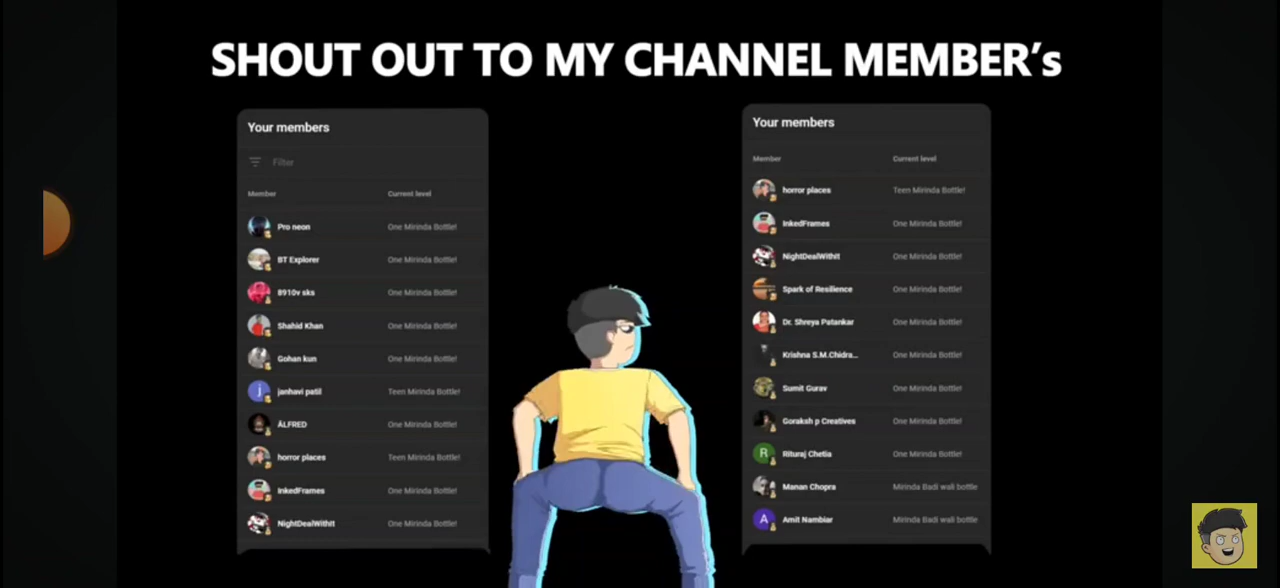 SHOUT OUT TO MY CHANNEL MEMBER's
Your members
Filter
Member Current level
Pro neon One Mirinda Bottle!
BT Explorer One Mirinda Bottle!
8910v sks One Mirinda Bottle!
Shahid Khan One Mirinda Bottle!
Gohan kun One Mirinda Bottle!
j janhavi patil Teen Mirinda Bottle!
ÀLFRED One Mirinda Bottle!
horror places Teen Mirinda Bottle!
InkedFrames One Mirinda Bottle!
NightDealWithIt One Mirinda Bottle!
Your members
Member Current level
horror places Teen Mirinda Bottle!
InkedFrames One Mirinda Bottle!
NightDealWithIt One Mirinda Bottle!
Spark of Resilience One Mirinda Bottle!
Dr. Shreya Patankar One Mirinda Bottle!
Krishna S.M.Chidra... One Mirinda Bottle!
Sumit Gurav One Mirinda Bottle!
Goraksh p Creatives One Mirinda Bottle!
R Rituraj Chetia One Mirinda Bottle!
Manan Chopra Mirinda Badi wali bottle
A Amit Nambiar Mirinda Badi wali bottle